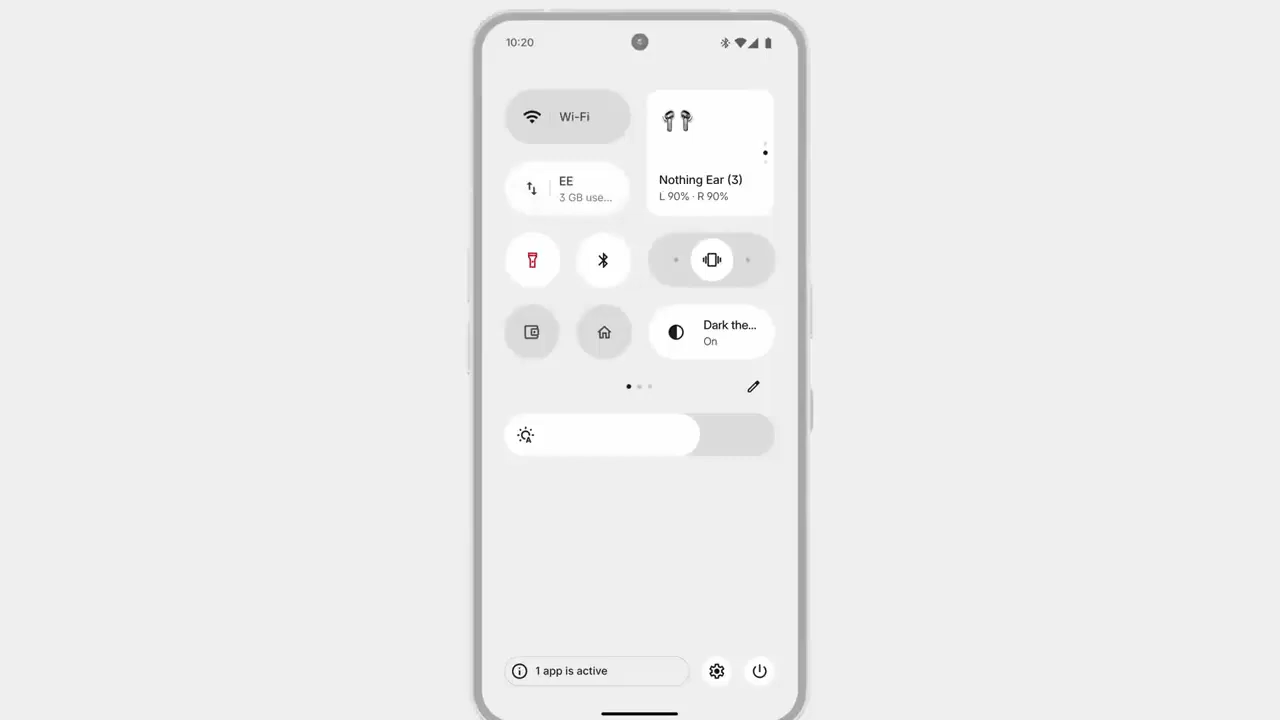 10:20
Wi-Fi
EE
3 GB use...
Nothing Ear (3)
L 90% · R 90%
Dark the...
On
1 app is active